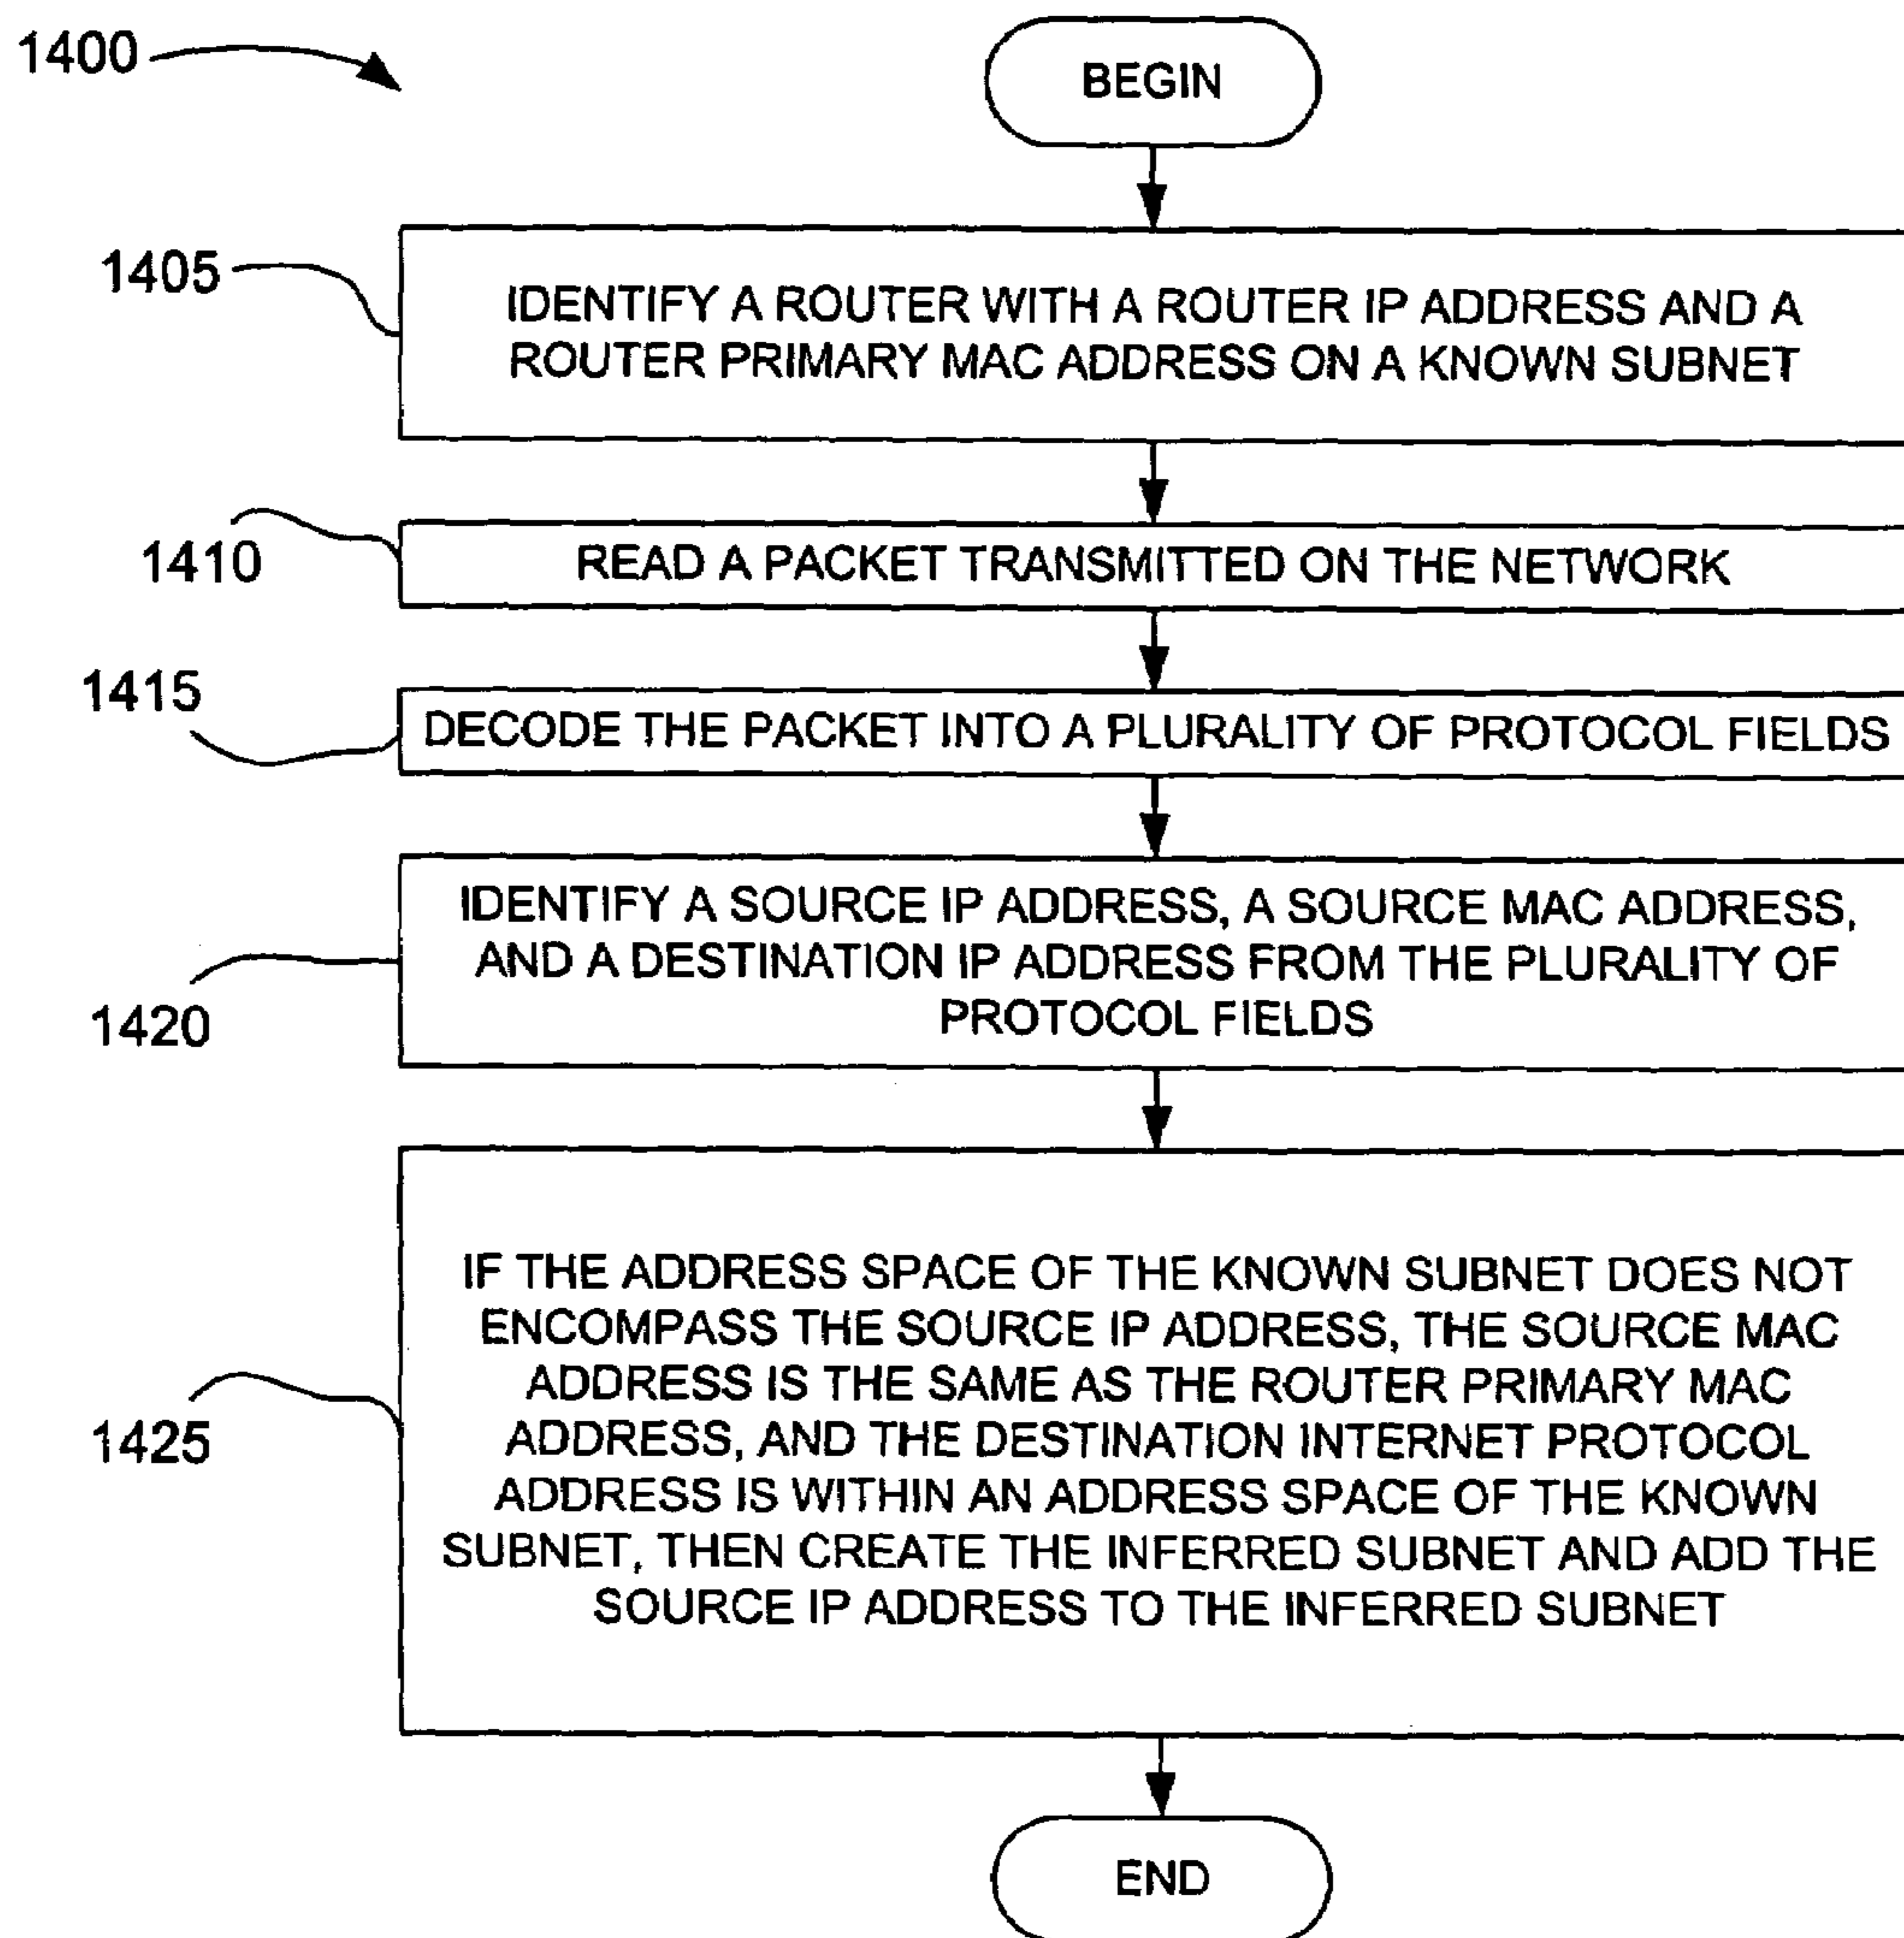 1400
BEGIN
1405
IDENTIFY A ROUTER WITH A ROUTER IP ADDRESS AND A
ROUTER PRIMARY MAC ADDRESS ON A KNOWN SUBNET
1410
READ A PACKET TRANSMITTED ON THE NETWORK
1415
DECODE THE PACKET INTO A PLURALITY OF PROTOCOL FIELDS
IDENTIFY A SOURCE IP ADDRESS, A SOURCE MAC ADDRESS,
AND A DESTINATION IP ADDRESS FROM THE PLURALITY OF
PROTOCOL FIELDS
1420
IF THE ADDRESS SPACE OF THE KNOWN SUBNET DOES NOT
ENCOMPASS THE SOURCE IP ADDRESS, THE SOURCE MAC
ADDRESS IS THE SAME AS THE ROUTER PRIMARY MAC
ADDRESS, AND THE DESTINATION INTERNET PROTOCOL
ADDRESS IS WITHIN AN ADDRESS SPACE OF THE KNOWN
SUBNET, THEN CREATE THE INFERRED SUBNET AND ADD THE
SOURCE IP ADDRESS TO THE INFERRED SUBNET
1425
END